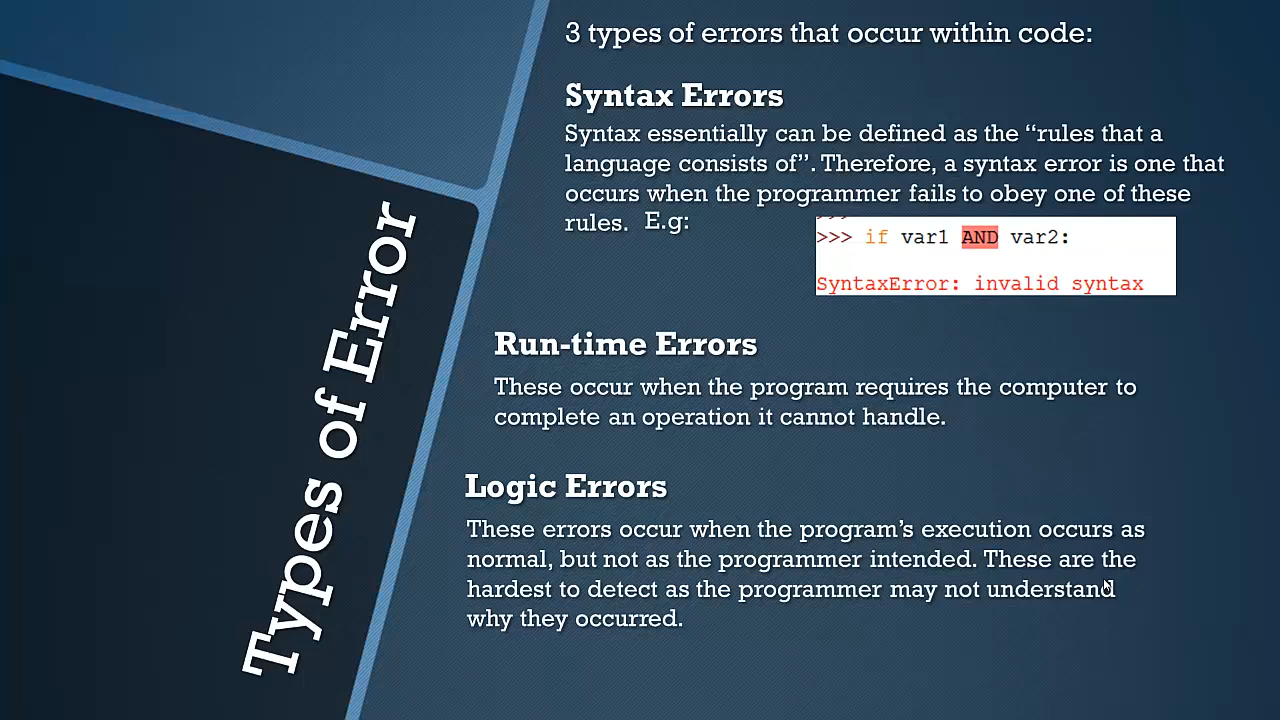 Types of Error
3 types of errors that occur within code:
Syntax Errors
Syntax essentially can be defined as the “rules that a
language consists of”. Therefore, a syntax error is one that
occurs when the programmer fails to obey one of these
rules. E.g:
>>> if var1 AND var2:
SyntaxError: invalid syntax
Run-time Errors
These occur when the program requires the computer to
complete an operation it cannot handle.
Logic Errors
These errors occur when the program’s execution occurs as
normal, but not as the programmer intended. These are the
hardest to detect as the programmer may not understand
why they occurred.